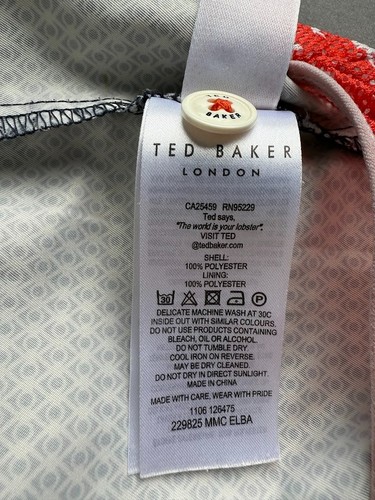 TED
BAKER
TED BAKER
LONDON
CA25459 RN95229
Ted says,
"The world is your lobster".
VISIT TED
@tedbaker.com
SHELL:
100% POLYESTER
LINING:
100% POLYESTER
30 P
DELICATE MACHINE WASH AT 30C
INSIDE OUT WITH SIMILAR COLOURS.
DO NOT USE PRODUCTS CONTAINING
BLEACH, OIL OR ALCOHOL.
DO NOT TUMBLE DRY.
COOL IRON ON REVERSE.
MAY BE DRY CLEANED.
DO NOT DRY IN DIRECT SUNLIGHT.
MADE IN CHINA
MADE WITH CARE, WEAR WITH PRIDE
1106 126475
229825 MMC ELBA